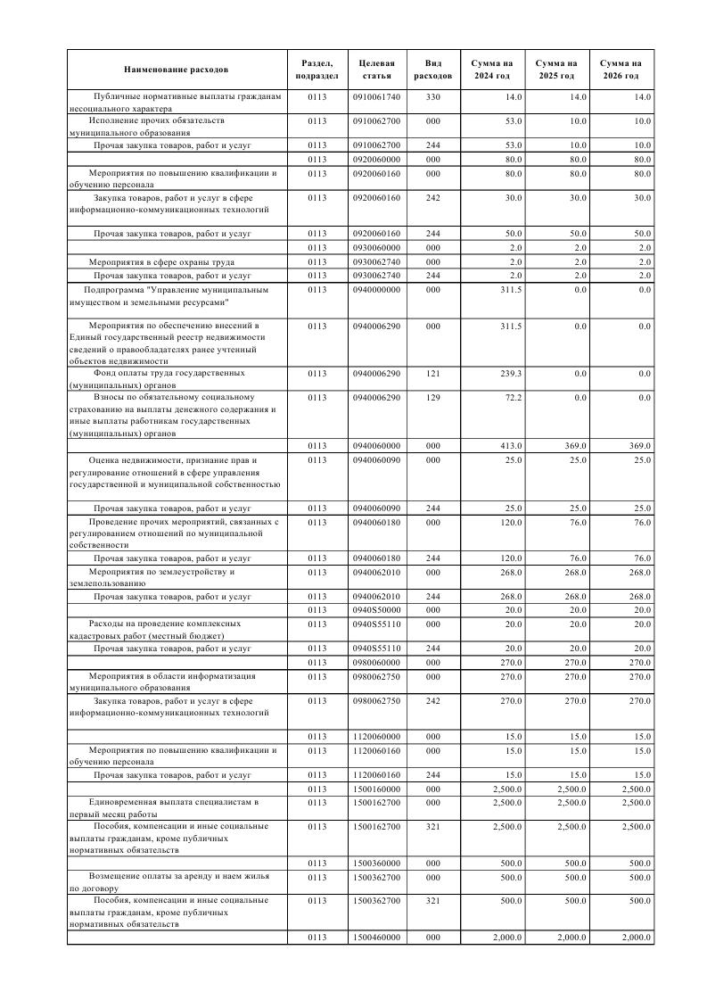 Наименование расходов Раздел, подраздел Целевая статья Вид расходов Сумма на 2024 год Сумма на 2025 год Сумма на 2026 год
Публичные нормативные выплаты гражданам 0113 0910061740 330 14.0 14.0 14.0
несоциального характера
Исполнение прочих обязательств 0113 0910062700 000 53.0 10.0 10.0
муниципального образования
Прочая закупка товаров, работ и услуг 0113 0910062700 244 53.0 10.0 10.0
0113 0920060000 000 80.0 80.0 80.0
Мероприятия по повышению квалификации и 0113 0920060160 000 80.0 80.0 80.0
обучению персонала
Закупка товаров, работ и услуг в сфере 0113 0920060160 242 30.0 30.0 30.0
информационно-коммуникационных технологий
Прочая закупка товаров, работ и услуг 0113 0920060160 244 50.0 50.0 50.0
0113 0930060000 000 2.0 2.0 2.0
Мероприятия в сфере охраны труда 0113 0930062740 000 2.0 2.0 2.0
Прочая закупка товаров, работ и услуг 0113 0930062740 244 2.0 2.0 2.0
Подпрограмма "Управление муниципальным 0113 0940000000 000 311.5 0.0 0.0
имуществом и земельными ресурсами"
Мероприятия по обеспечению внесений в 0113 0940006290 000 311.5 0.0 0.0
Единый государственный реестр недвижимости
сведений о правообладателях ранее учтенный
объектов недвижимости
Фонд оплаты труда государственных 0113 0940006290 121 239.3 0.0 0.0
(муниципальных) органов
Взносы по обязательному социальному 0113 0940006290 129 72.2 0.0 0.0
страхованию на выплаты денежного содержания и
иные выплаты работникам государственных
(муниципальных) органов
0113 0940060000 000 413.0 369.0 369.0
Оценка недвижимости, признание прав и 0113 0940060090 000 25.0 25.0 25.0
регулирование отношений в сфере управления
государственной и муниципальной собственностью
Прочая закупка товаров, работ и услуг 0113 0940060090 244 25.0 25.0 25.0
Проведение прочих мероприятий, связанных с 0113 0940060180 000 120.0 76.0 76.0
регулированием отношений по муниципальной
собственности
Прочая закупка товаров, работ и услуг 0113 0940060180 244 120.0 76.0 76.0
Мероприятия по землеустройству и 0113 0940062010 000 268.0 268.0 268.0
землепользованию
Прочая закупка товаров, работ и услуг 0113 0940062010 244 268.0 268.0 268.0
0113 0940S50000 000 20.0 20.0 20.0
Расходы на проведение комплексных 0113 0940S55110 000 20.0 20.0 20.0
кадастровых работ (местный бюджет)
Прочая закупка товаров, работ и услуг 0113 0940S55110 244 20.0 20.0 20.0
0113 0980060000 000 270.0 270.0 270.0
Мероприятия в области информатизация 0113 0980062750 000 270.0 270.0 270.0
муниципального образования
Закупка товаров, работ и услуг в сфере 0113 0980062750 242 270.0 270.0 270.0
информационно-коммуникационных технологий
0113 1120060000 000 15.0 15.0 15.0
Мероприятия по повышению квалификации и 0113 1120060160 000 15.0 15.0 15.0
обучению персонала
Прочая закупка товаров, работ и услуг 0113 1120060160 244 15.0 15.0 15.0
0113 1500160000 000 2,500.0 2,500.0 2,500.0
Единовременная выплата специалистам в 0113 1500162700 000 2,500.0 2,500.0 2,500.0
первый месяц работы
Пособия, компенсации и иные социальные 0113 1500162700 321 2,500.0 2,500.0 2,500.0
выплаты гражданам, кроме публичных
нормативных обязательств
0113 1500360000 000 500.0 500.0 500.0
Возмещение оплаты за аренду и наем жилья 0113 1500362700 000 500.0 500.0 500.0
по договору
Пособия, компенсации и иные социальные 0113 1500362700 321 500.0 500.0 500.0
выплаты гражданам, кроме публичных
нормативных обязательств
0113 1500460000 000 2,000.0 2,000.0 2,000.0